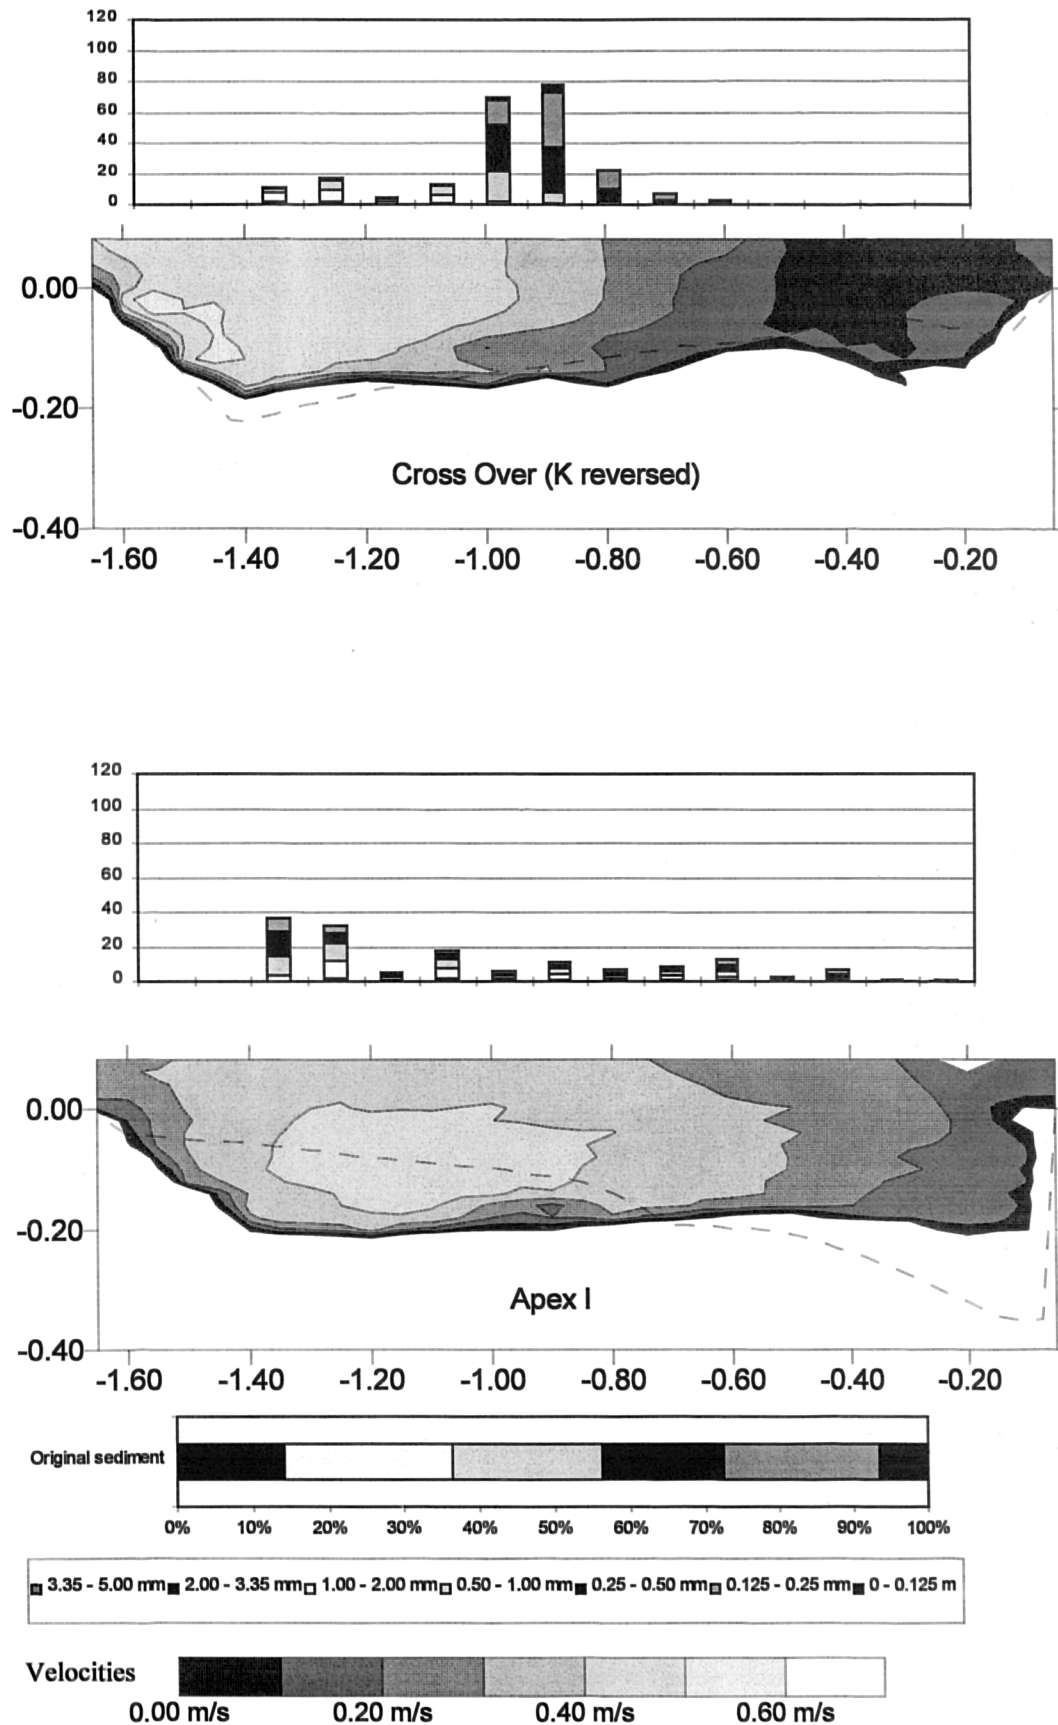 120
100
80
60
40
20
0
0.00
-0.20
Cross Over (K reversed)
-0.40
-1.60 -1.40 -1.20 -1.00 -0.80 -0.60 -0.40 -0.20
120
100
80
60
40
20
0
0.00
-0.20
Apex I
-0.40
-1.60 -1.40 -1.20 -1.00 -0.80 -0.60 -0.40 -0.20
Original sediment
0% 10% 20% 30% 40% 50% 60% 70% 80% 90% 100%
3.35 - 5.00 mm 2.00 - 3.35 mm 1.00 - 2.00 mm 0.50 - 1.00 mm 0.25 - 0.50 mm 0.125 - 0.25 mm 0 - 0.125 m
Velocities
0.00 m/s 0.20 m/s 0.40 m/s 0.60 m/s